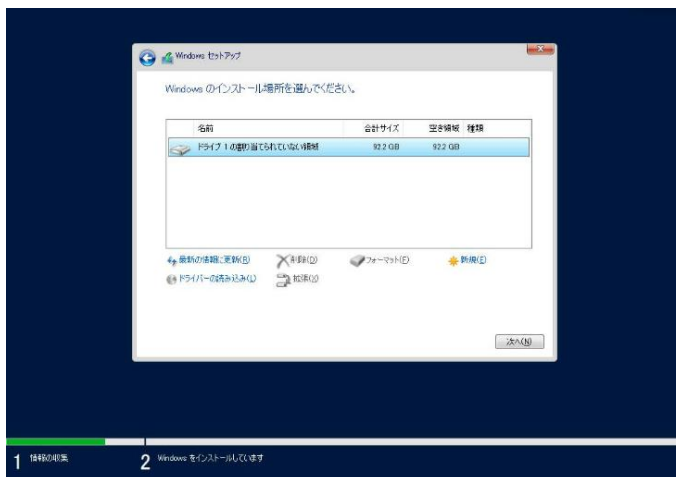 Windows セットアップ
Windows のインストール場所を選んでください。
名前 合計サイズ 空き領域 種類
ドライブ 1 の割り当てられていない領域 92.2 GB 92.2 GB
最新の情報に更新(R) 削除(D) フォーマット(F) 新規(E)
ドライバーの読み込み(L) 拡張(X)
次へ(N)
1 情報の収集 2 Windows をインストールしています